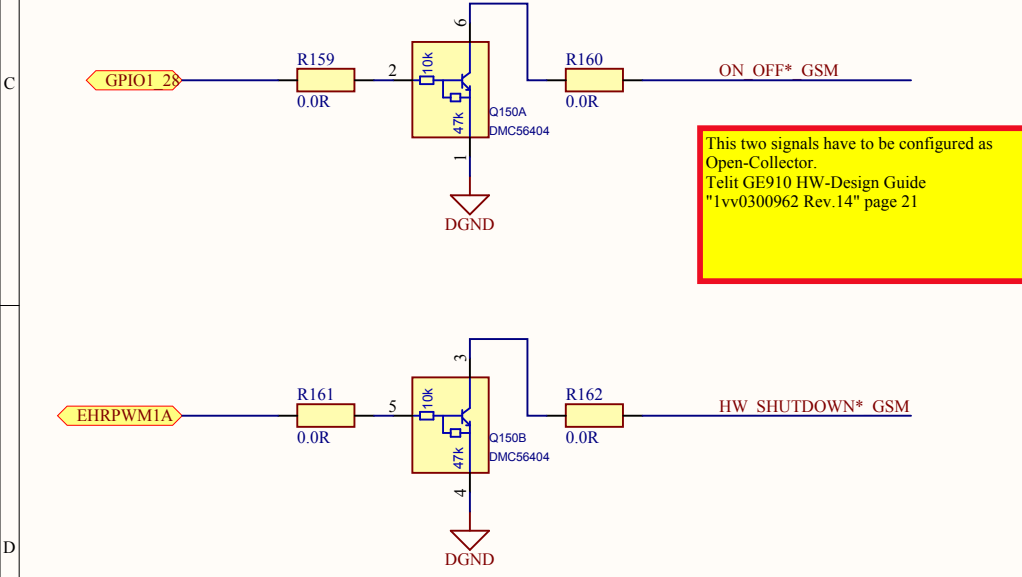 C
GPIO1_28
R159
0.0R
2
10k
6
47k
1
Q150A
DMC56404
DGND
R160
0.0R
ON_OFF*_GSM
This two signals have to be configured as
Open-Collector.
Telit GE910 HW-Design Guide
"1vv0300962 Rev.14" page 21
EHRPWM1A
R161
0.0R
5
10k
3
47k
4
Q150B
DMC56404
DGND
R162
0.0R
HW_SHUTDOWN*_GSM
D